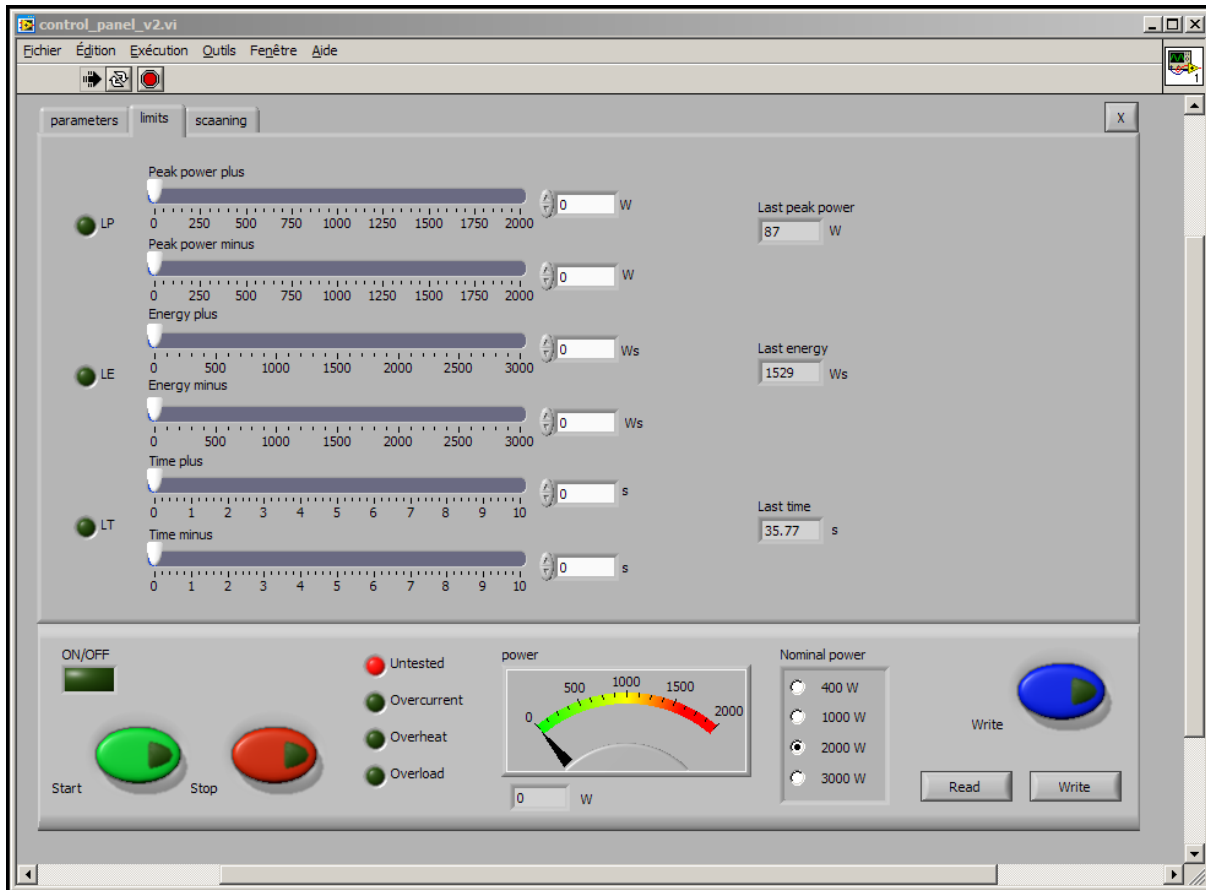 control_panel_v2.vi
Fichier Édition Exécution Outils Fenêtre Aide
1
parameters limits scaaning X
Peak power plus
LP
0 250 500 750 1000 1250 1500 1750 2000
0 W
Peak power minus
0 250 500 750 1000 1250 1500 1750 2000
0 W
Last peak power
87 W
Energy plus
LE
0 500 1000 1500 2000 2500 3000
0 Ws
Energy minus
0 500 1000 1500 2000 2500 3000
0 Ws
Last energy
1529 Ws
Time plus
LT
0 1 2 3 4 5 6 7 8 9 10
0 s
Time minus
0 1 2 3 4 5 6 7 8 9 10
0 s
Last time
35.77 s
ON/OFF
Start
Stop
Untested
Overcurrent
Overheat
Overload
power
0 500 1000 1500 2000
0 W
Nominal power
400 W
1000 W
2000 W
3000 W
Write
Read Write